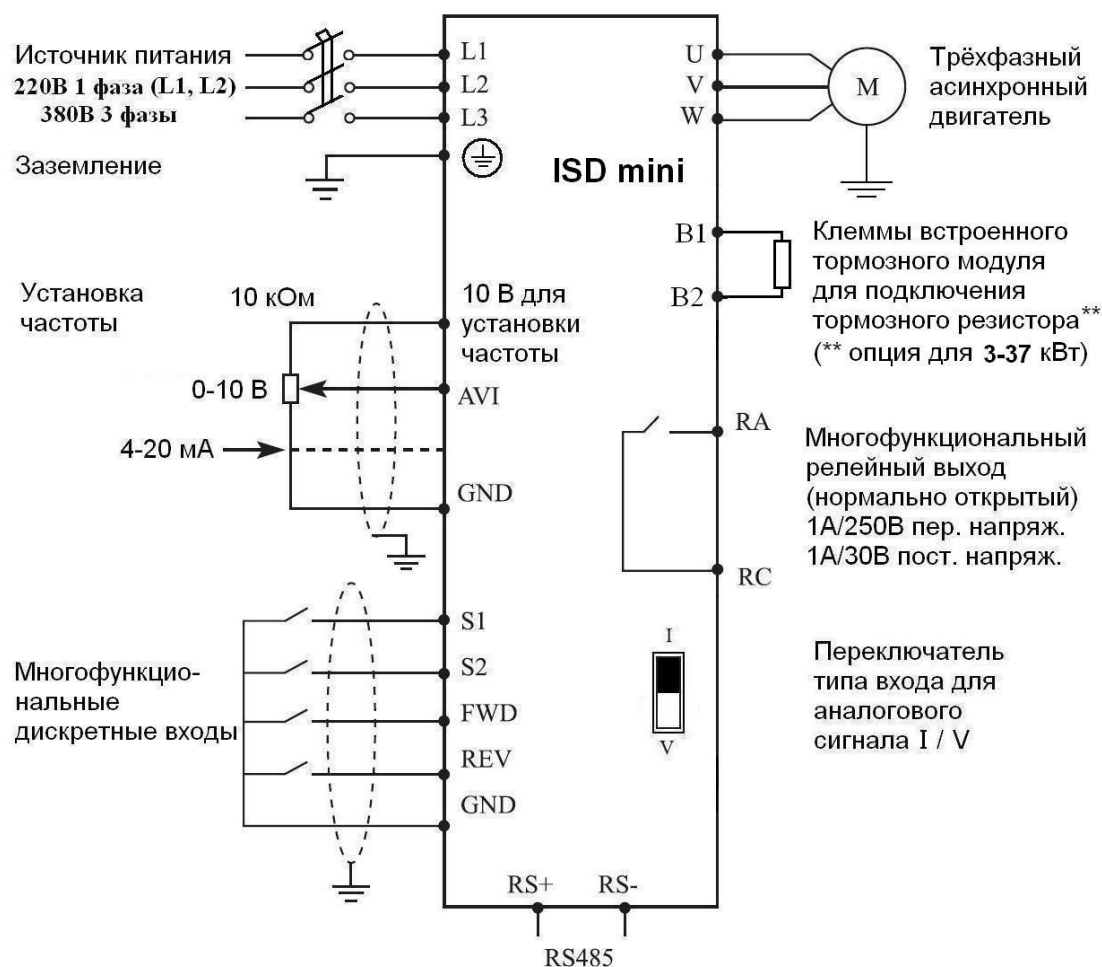 Источник питания
220В 1 фаза (L1, L2)
380В 3 фазы
Заземление
L1
L2
L3
ISD mini
U
V
W
M
Трёхфазный
асинхронный
двигатель
B1
B2
Клеммы встроенного
тормозного модуля
для подключения
тормозного резистора**
(** опция для 3-37 кВт)
Установка
частоты
10 кОм
0-10 В
4-20 мА
10 В для
установки
частоты
AVI
GND
RA
RC
Многофункциональный
релейный выход
(нормально открытый)
1А/250В пер. напряж.
1А/30В пост. напряж.
Многофункцио-
нальные
дискретные входы
S1
S2
FWD
REV
GND
I
V
Переключатель
типа входа для
аналогового
сигнала I / V
RS+ RS-
RS485